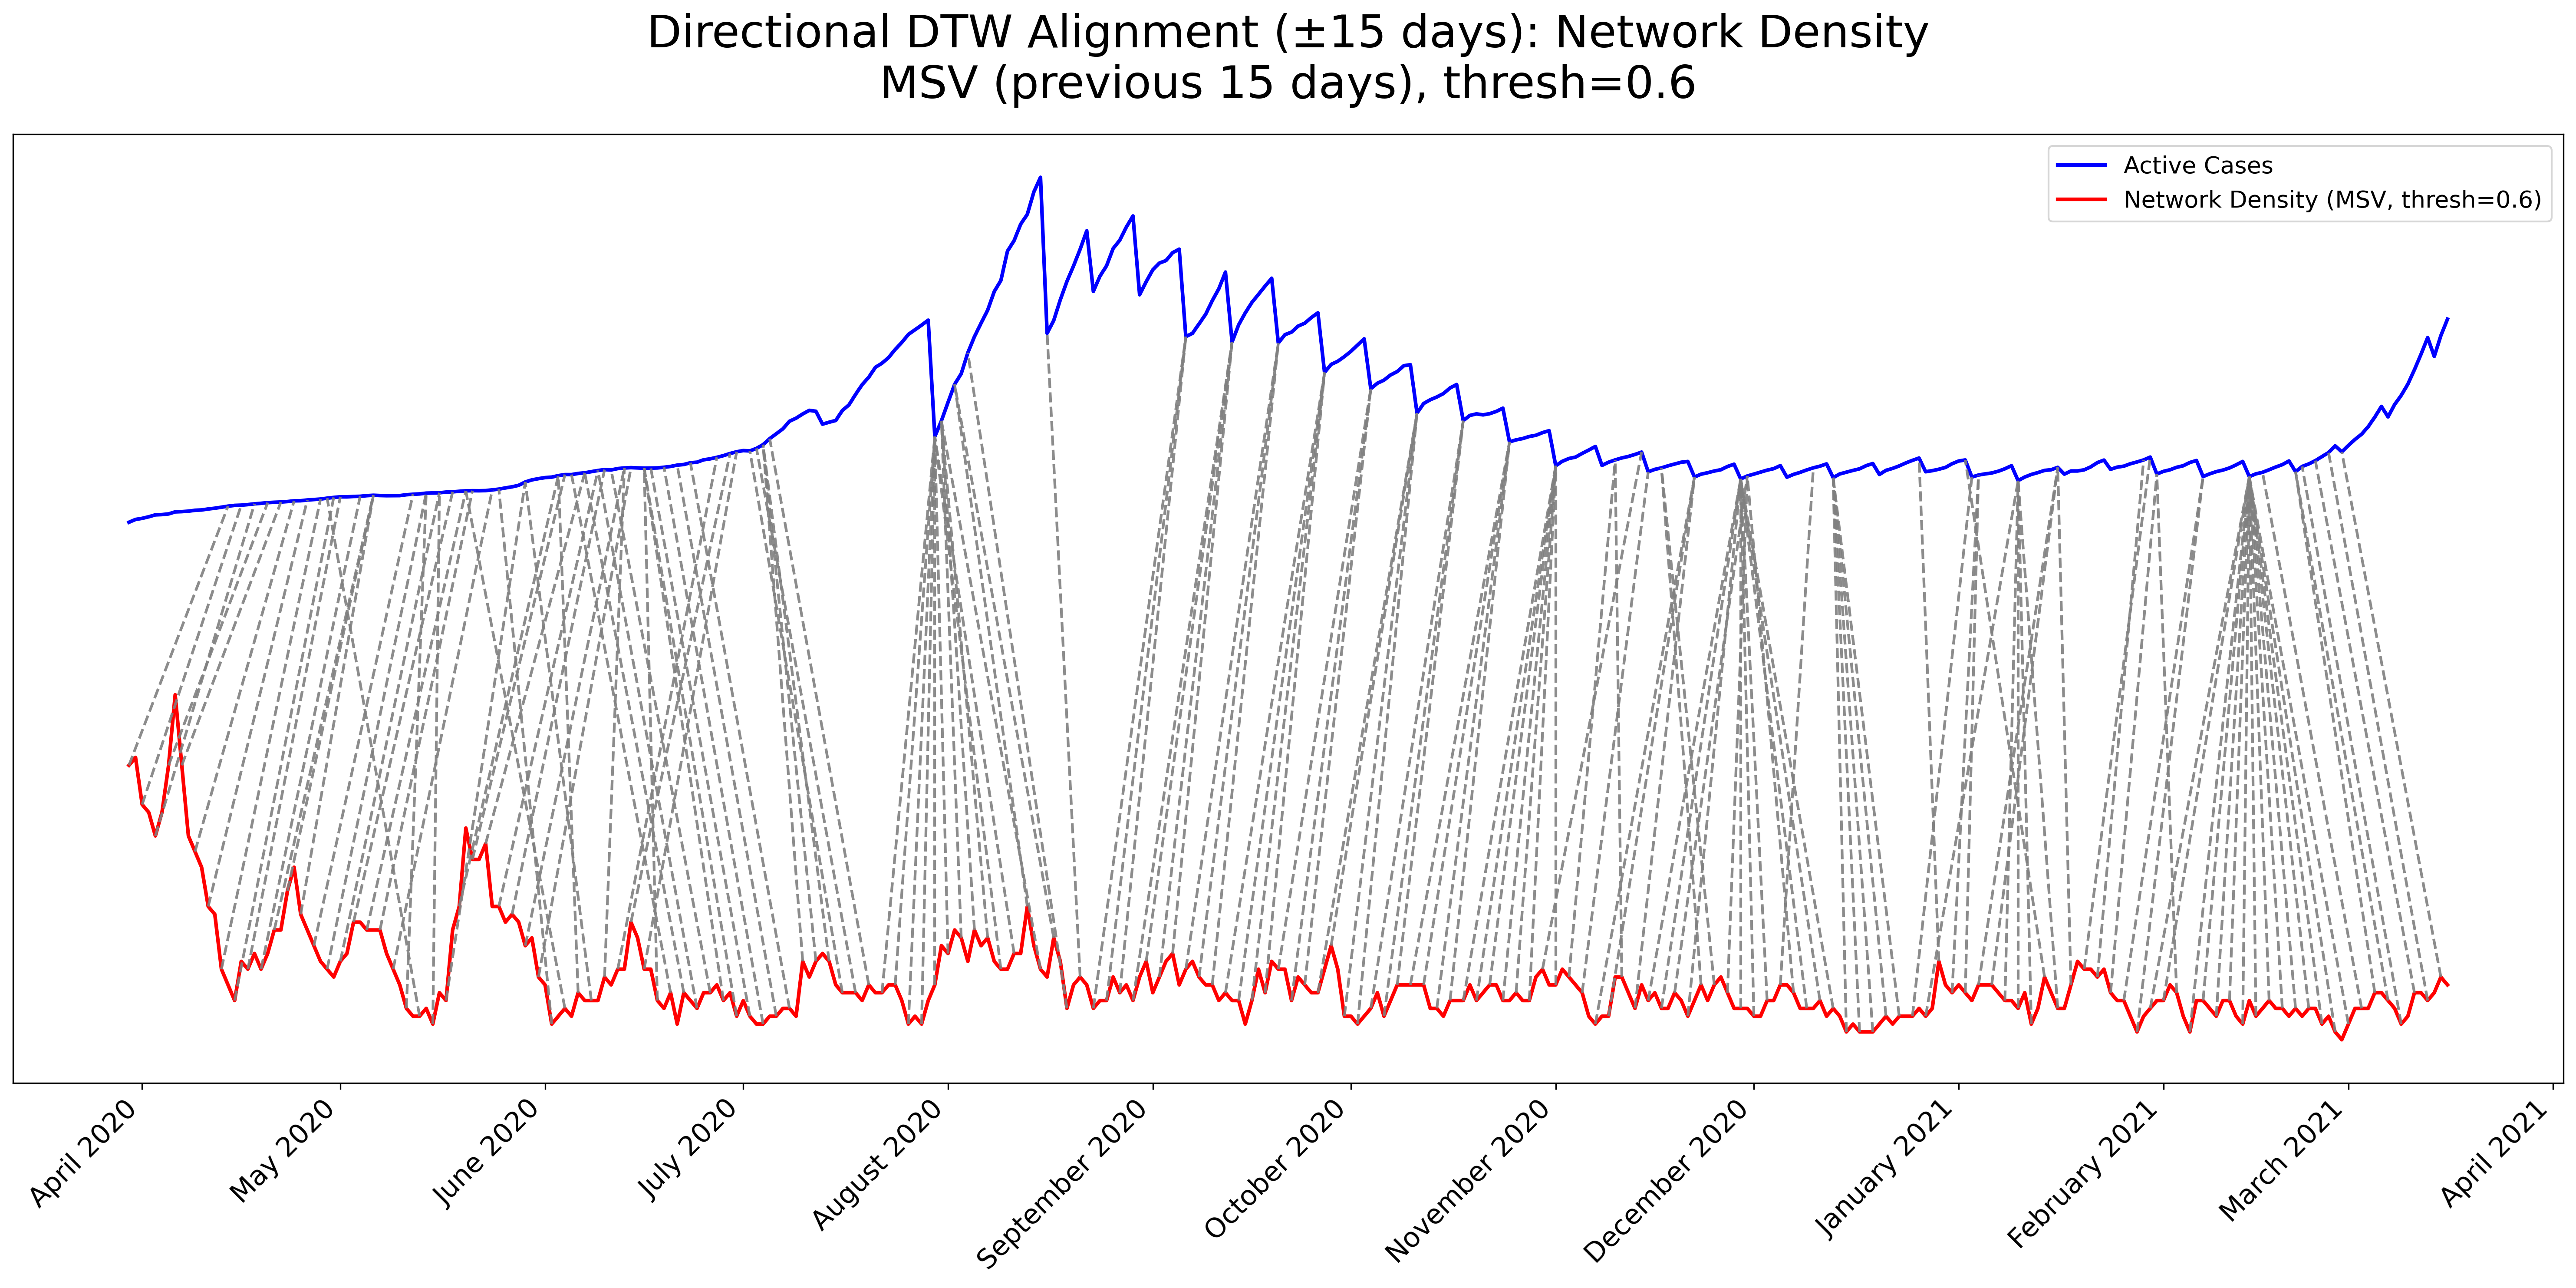 Directional DTW Alignment (±15 days): Network Density
MSV (previous 15 days), thresh=0.6
Active Cases
Network Density (MSV, thresh=0.6)
April 2020
May 2020
June 2020
July 2020
August 2020
September 2020
October 2020
November 2020
December 2020
January 2021
February 2021
March 2021
April 2021